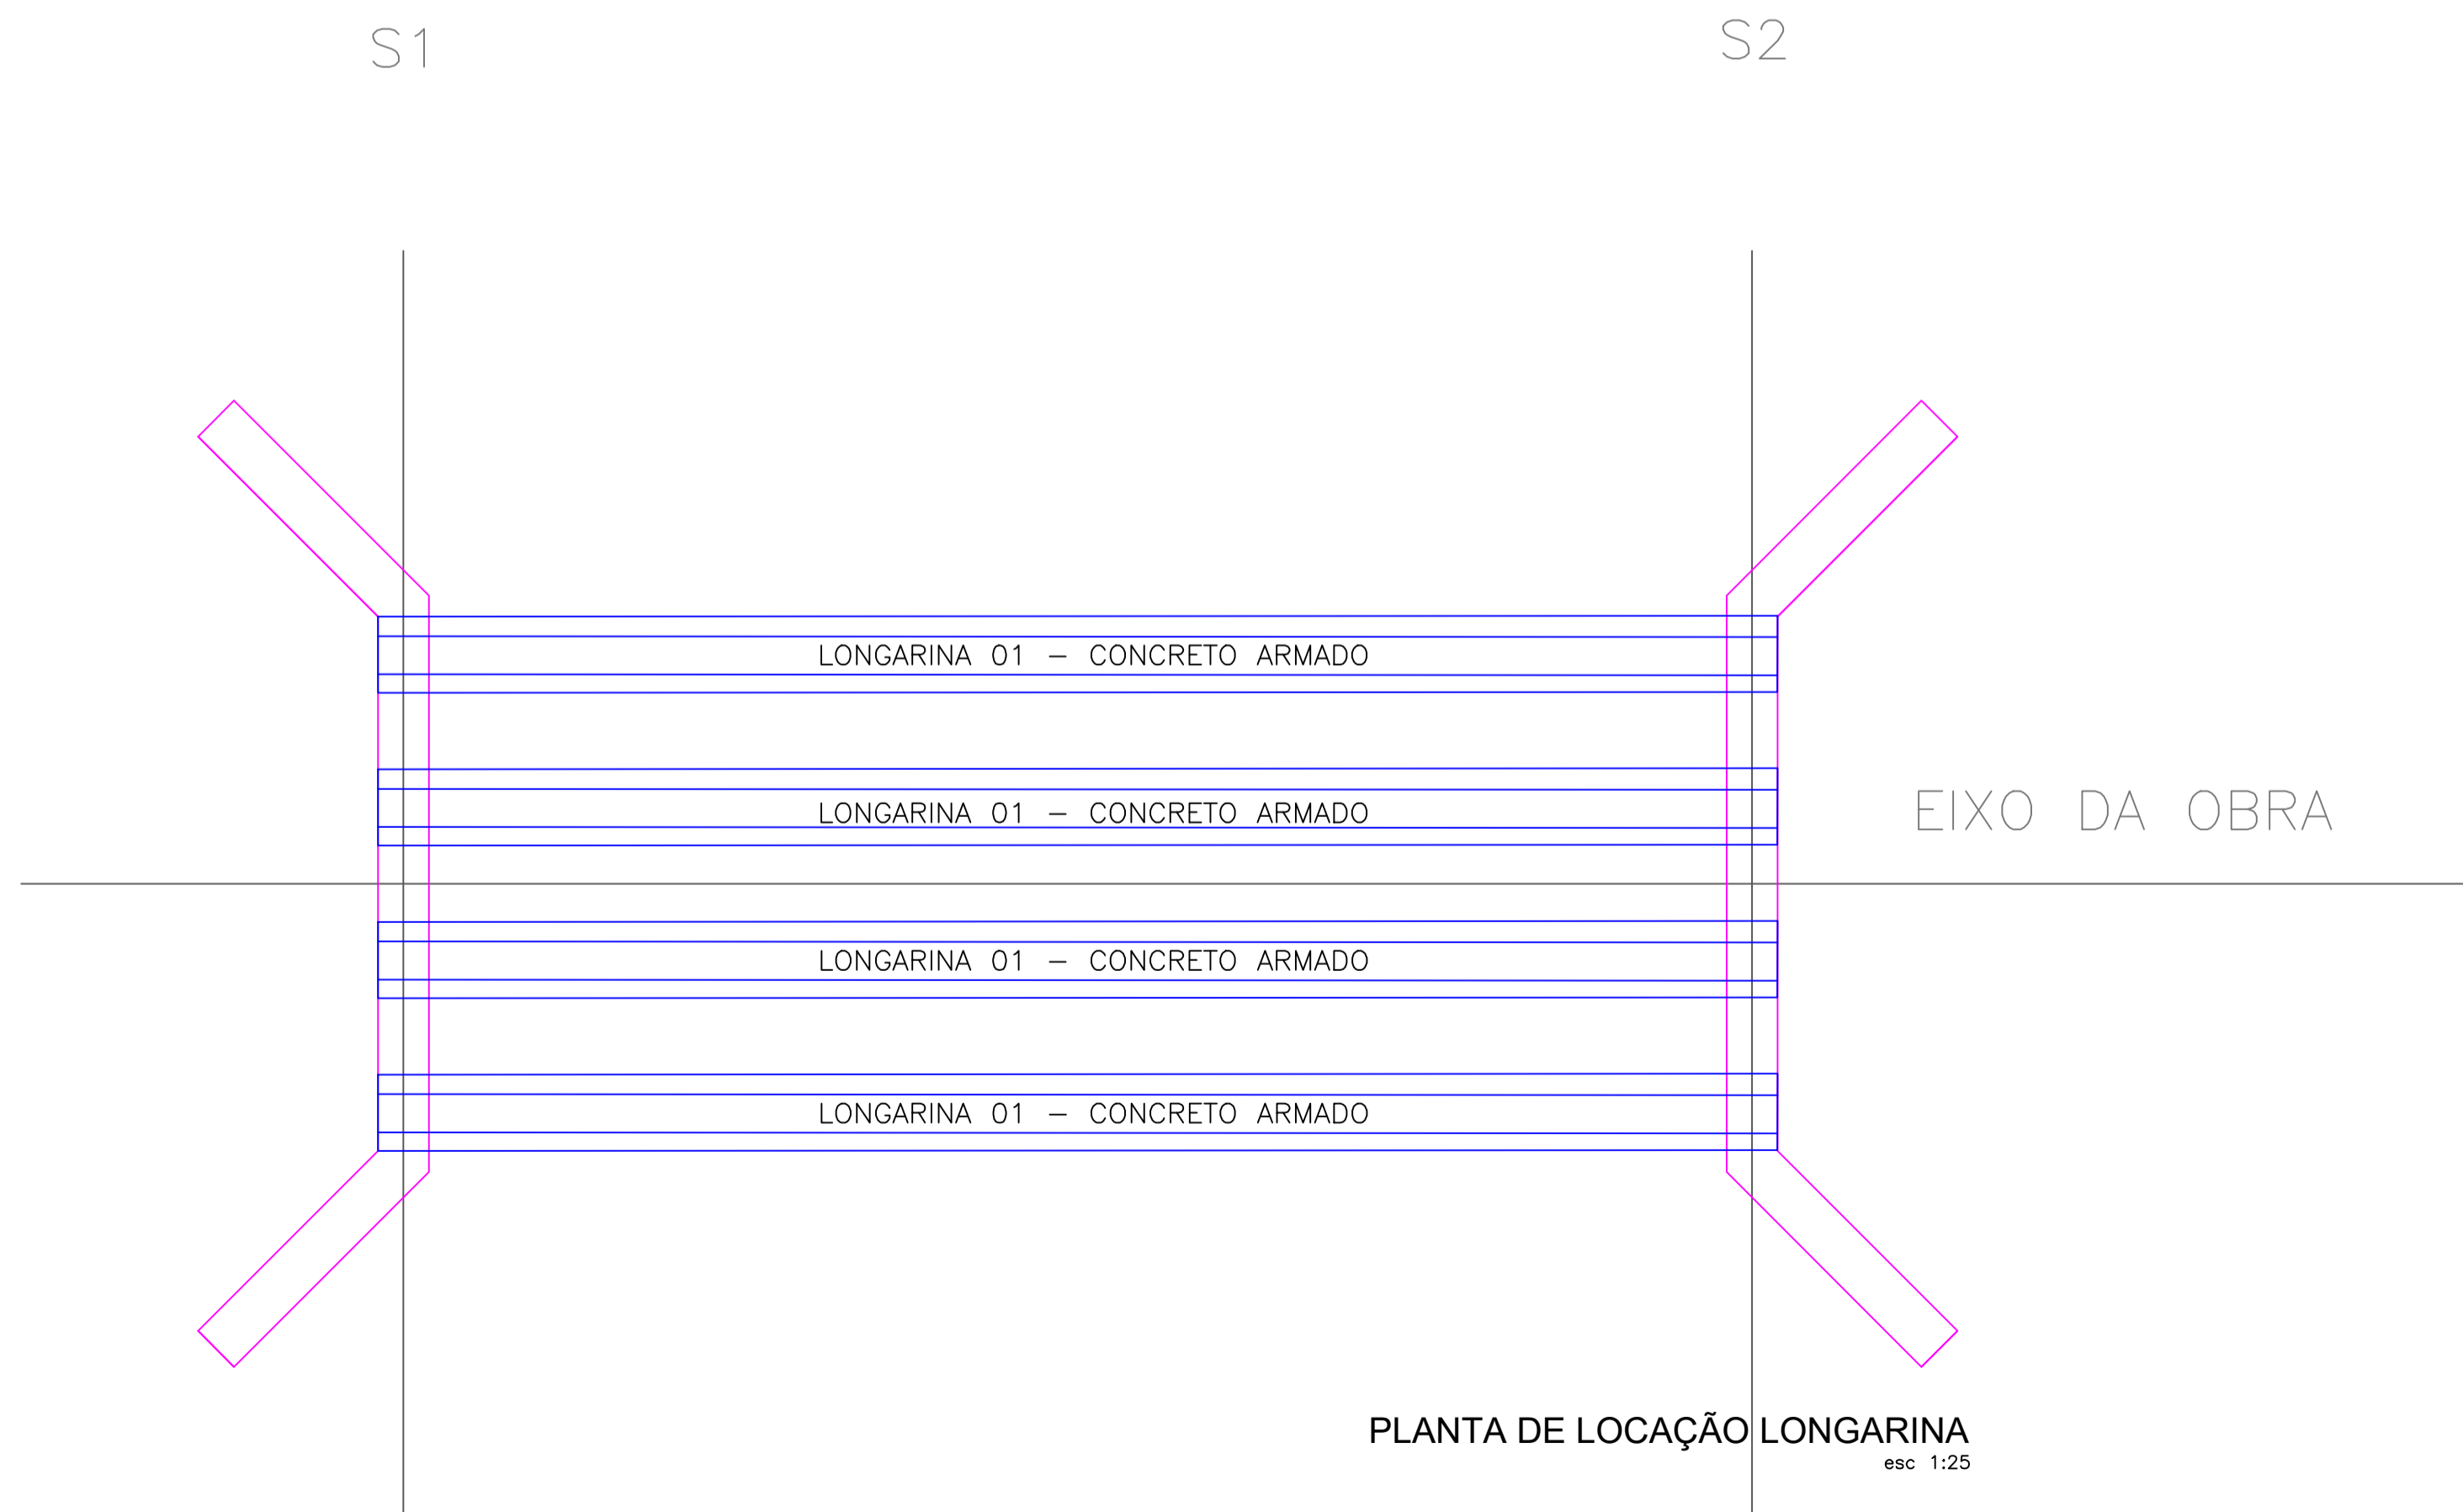 S1
S2
LONGARINA 01 - CONCRETO ARMADO
LONGARINA 01 - CONCRETO ARMADO
EIXO DA OBRA
LONGARINA 01 - CONCRETO ARMADO
LONGARINA 01 - CONCRETO ARMADO
PLANTA DE LOCAÇÃO LONGARINA
esc 1:25